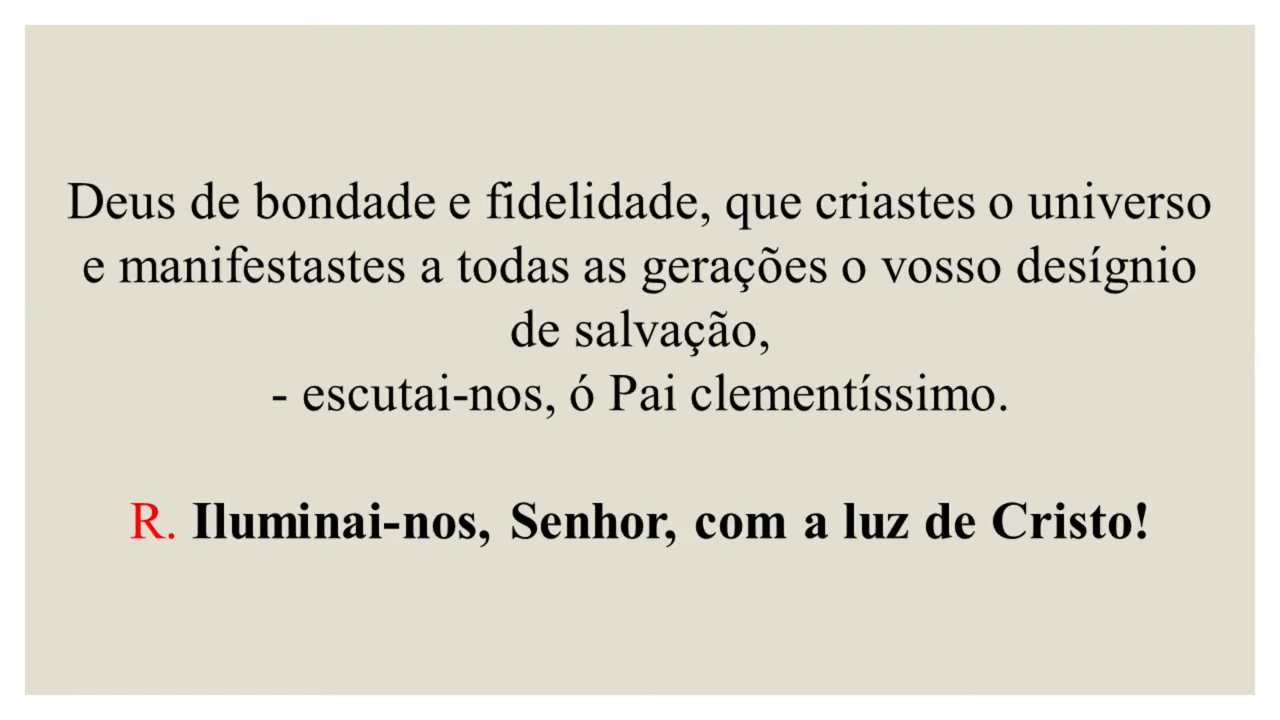 Deus de bondade e fidelidade, que criastes o universo
e manifestastes a todas as gerações o vosso desígnio
de salvação,
- escutai-nos, ó Pai clementíssimo.
R. Iluminai-nos, Senhor, com a luz de Cristo!